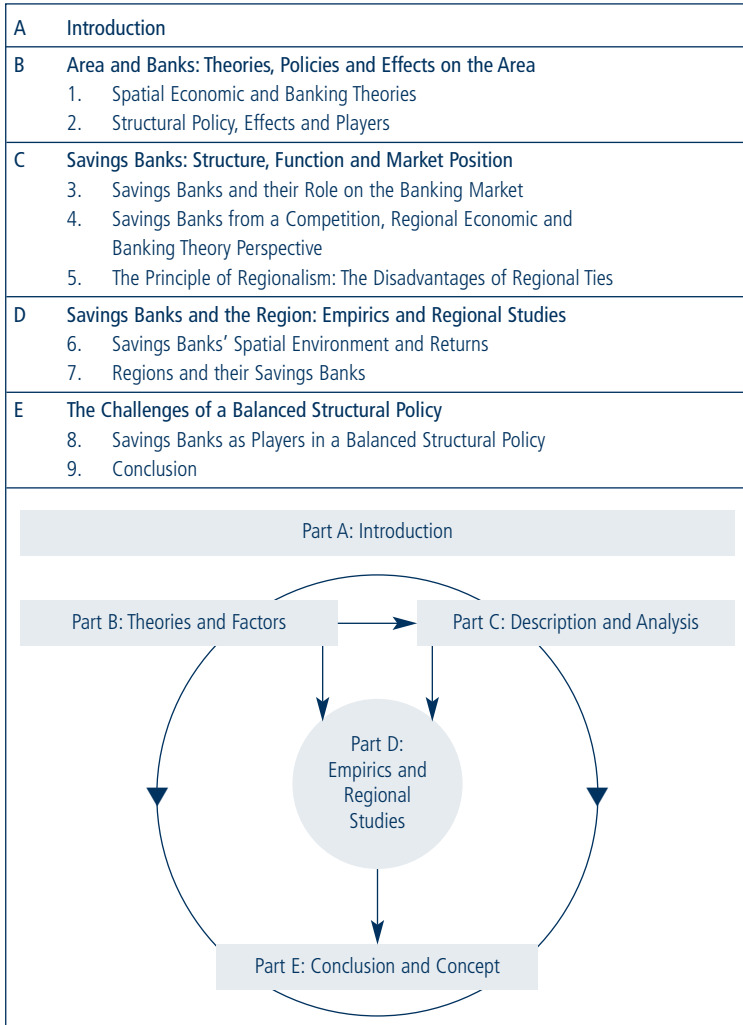 A Introduction
B Area and Banks: Theories, Policies and Effects on the Area
1. Spatial Economic and Banking Theories
2. Structural Policy, Effects and Players
C Savings Banks: Structure, Function and Market Position
3. Savings Banks and their Role on the Banking Market
4. Savings Banks from a Competition, Regional Economic and
Banking Theory Perspective
5. The Principle of Regionalism: The Disadvantages of Regional Ties
D Savings Banks and the Region: Empirics and Regional Studies
6. Savings Banks’ Spatial Environment and Returns
7. Regions and their Savings Banks
E The Challenges of a Balanced Structural Policy
8. Savings Banks as Players in a Balanced Structural Policy
9. Conclusion
Part A: Introduction
Part B: Theories and Factors
Part C: Description and Analysis
Part D:
Empirics and
Regional
Studies
Part E: Conclusion and Concept